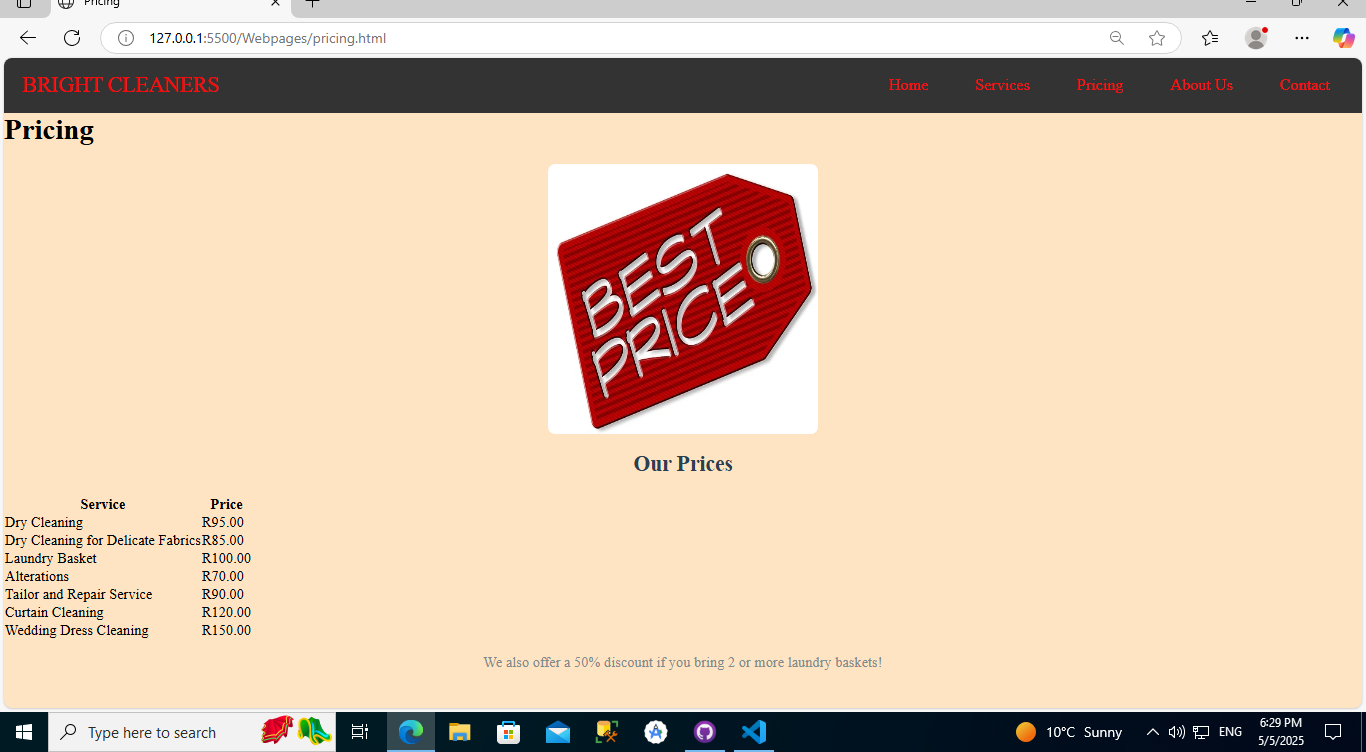 Pricing
127.0.0.1:5500/Webpages/pricing.html
BRIGHT CLEANERS Home Services Pricing About Us Contact
Pricing
BEST
PRICE
Our Prices
Service Price
Dry Cleaning R95.00
Dry Cleaning for Delicate Fabrics R85.00
Laundry Basket R100.00
Alterations R70.00
Tailor and Repair Service R90.00
Curtain Cleaning R120.00
Wedding Dress Cleaning R150.00
We also offer a 50% discount if you bring 2 or more laundry baskets!
Type here to search 10°C Sunny ENG 6:29 PM
5/5/2025